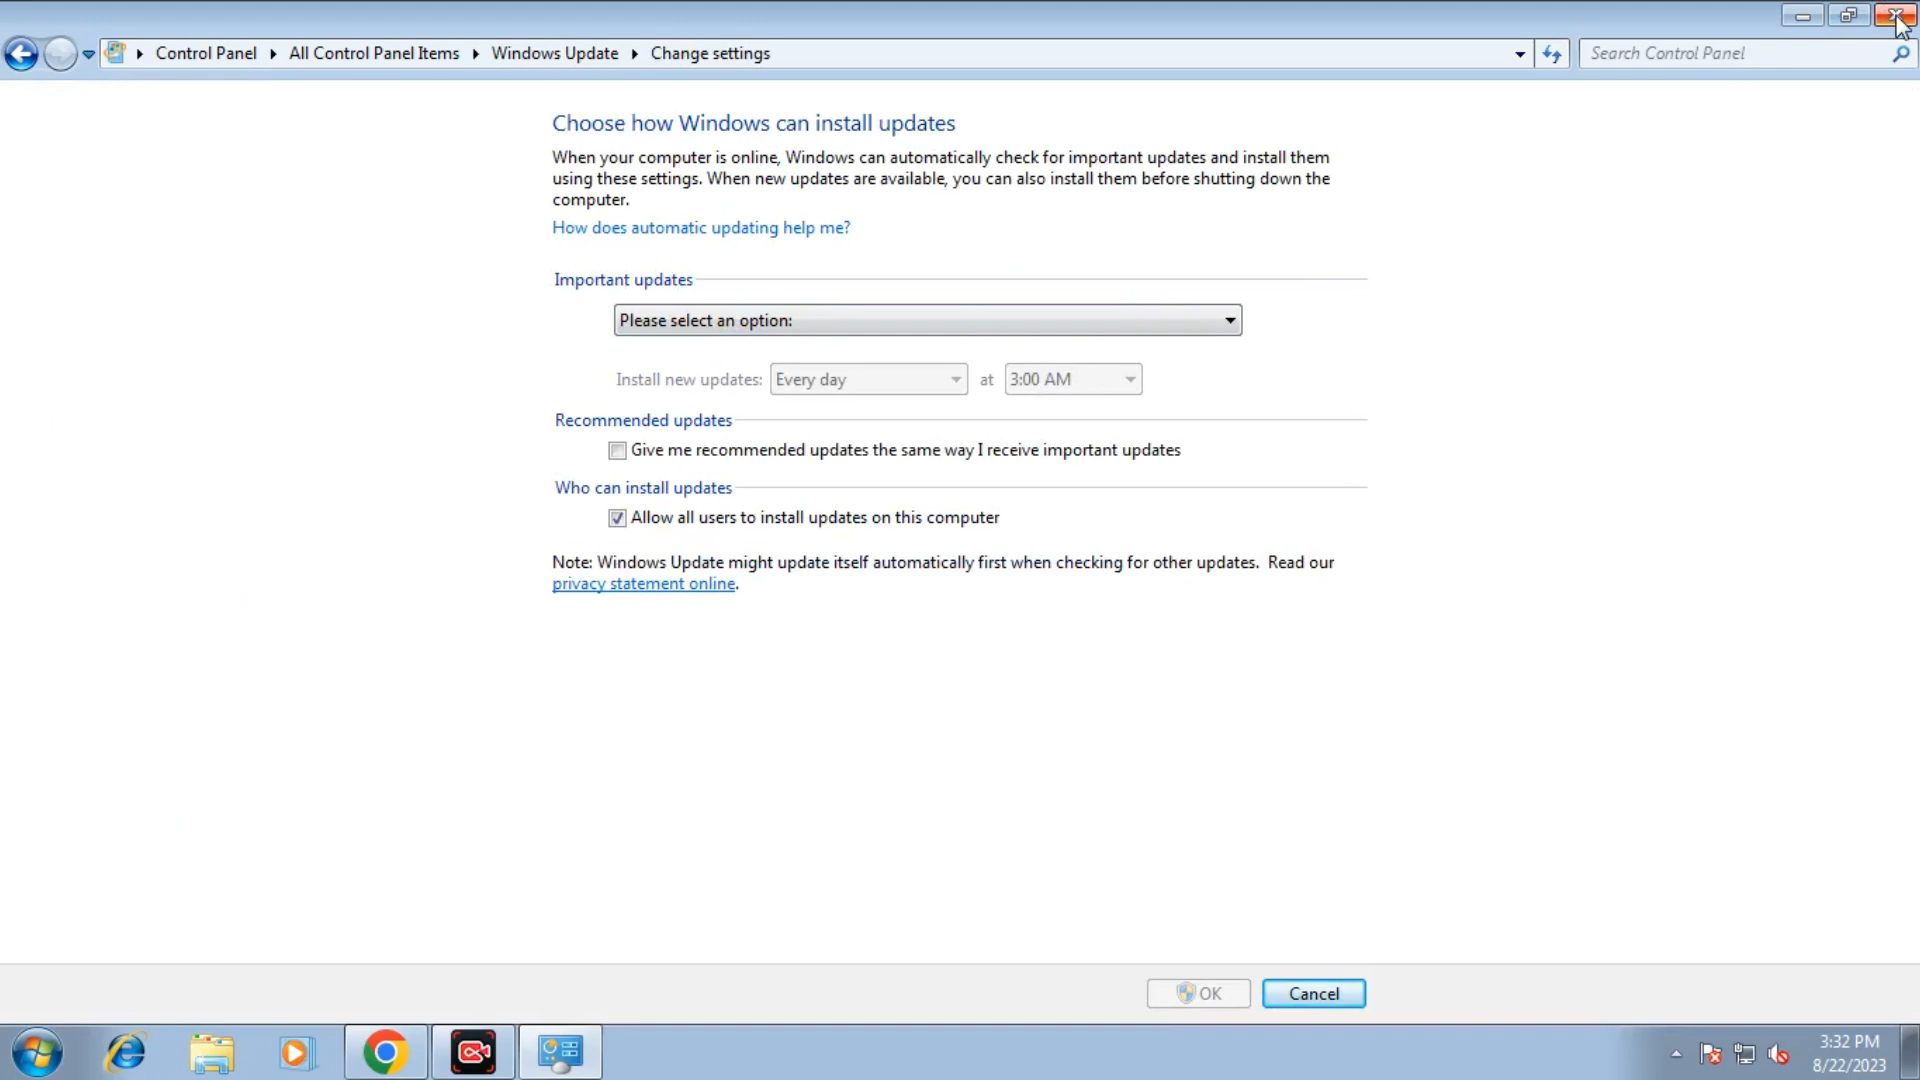 Control Panel
All Control Panel Items
Windows Update
Change settings
Search Control Panel
Choose how Windows can install updates
When your computer is online, Windows can automatically check for important updates and install them
using these settings. When new updates are available, you can also install them before shutting down the
computer.
How does automatic updating help me?
Important updates
Please select an option:
Install new updates: Every day at 3:00 AM
Recommended updates
Give me recommended updates the same way I receive important updates
Who can install updates
Allow all users to install updates on this computer
Note: Windows Update might update itself automatically first when checking for other updates. Read our
privacy statement online.
OK
Cancel
3:32 PM
8/22/2023